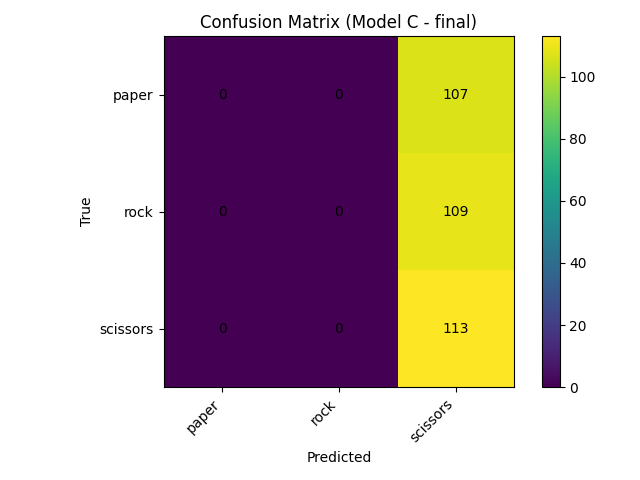 Confusion Matrix (Model C - final)
paper 0 0 107
rock 0 0 109
scissors 0 0 113
paper rock scissors
Predicted
True
100
80
60
40
20
0